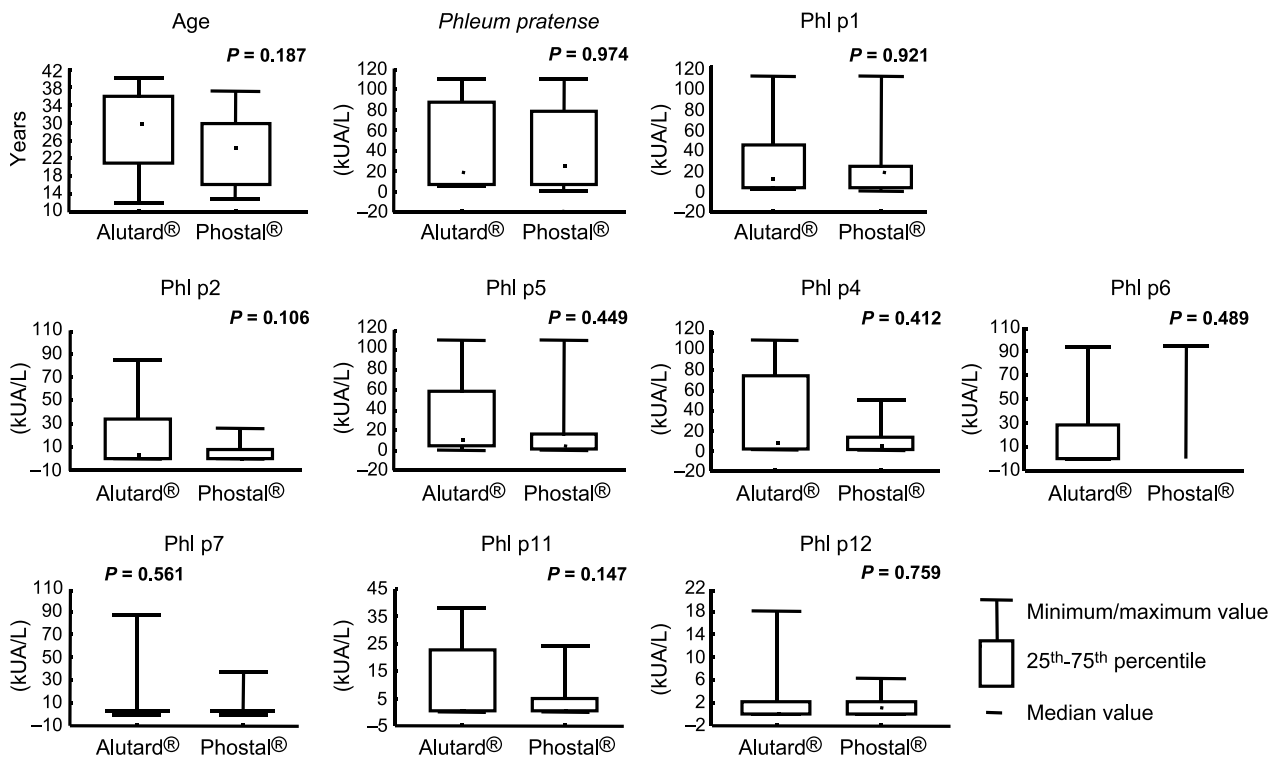 Age
P = 0.187
Years
42
38
34
30
26
22
18
14
10
Alutard® Phostal®
Phleum pratense
P = 0.974
(kUA/L)
120
100
80
60
40
20
0
–20
Alutard® Phostal®
Phl p1
P = 0.921
(kUA/L)
120
100
80
60
40
20
0
–20
Alutard® Phostal®
Phl p2
P = 0.106
(kUA/L)
110
90
70
50
30
10
–10
Alutard® Phostal®
Phl p5
P = 0.449
(kUA/L)
120
100
80
60
40
20
0
–20
Alutard® Phostal®
Phl p4
P = 0.412
(kUA/L)
120
100
80
60
40
20
0
–20
Alutard® Phostal®
Phl p6
P = 0.489
(kUA/L)
110
90
70
50
30
10
–10
Alutard® Phostal®
Phl p7
P = 0.561
(kUA/L)
110
90
70
50
30
10
–10
Alutard® Phostal®
Phl p11
P = 0.147
(kUA/L)
45
35
25
15
5
–5
Alutard® Phostal®
Phl p12
P = 0.759
(kUA/L)
22
18
14
10
6
2
–2
Alutard® Phostal®
Minimum/maximum value
25th-75th percentile
Median value